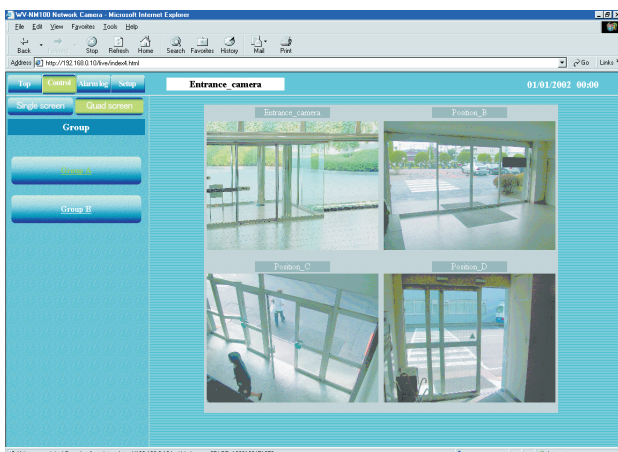 WV-NM100 Network Camera - Microsoft Internet Explorer
File Edit View Favorites Tools Help
Back Stop Refresh Home Search Favorites History Mail Print
Address http://192.168.0.10/live/index4.html Go Links
Top Control Alarm log Setup Entrance_camera 01/01/2002 00:00
Single screen Quad screen
Group
Group A
Group B
Entrance_camera Position_B
Position_C Position_D